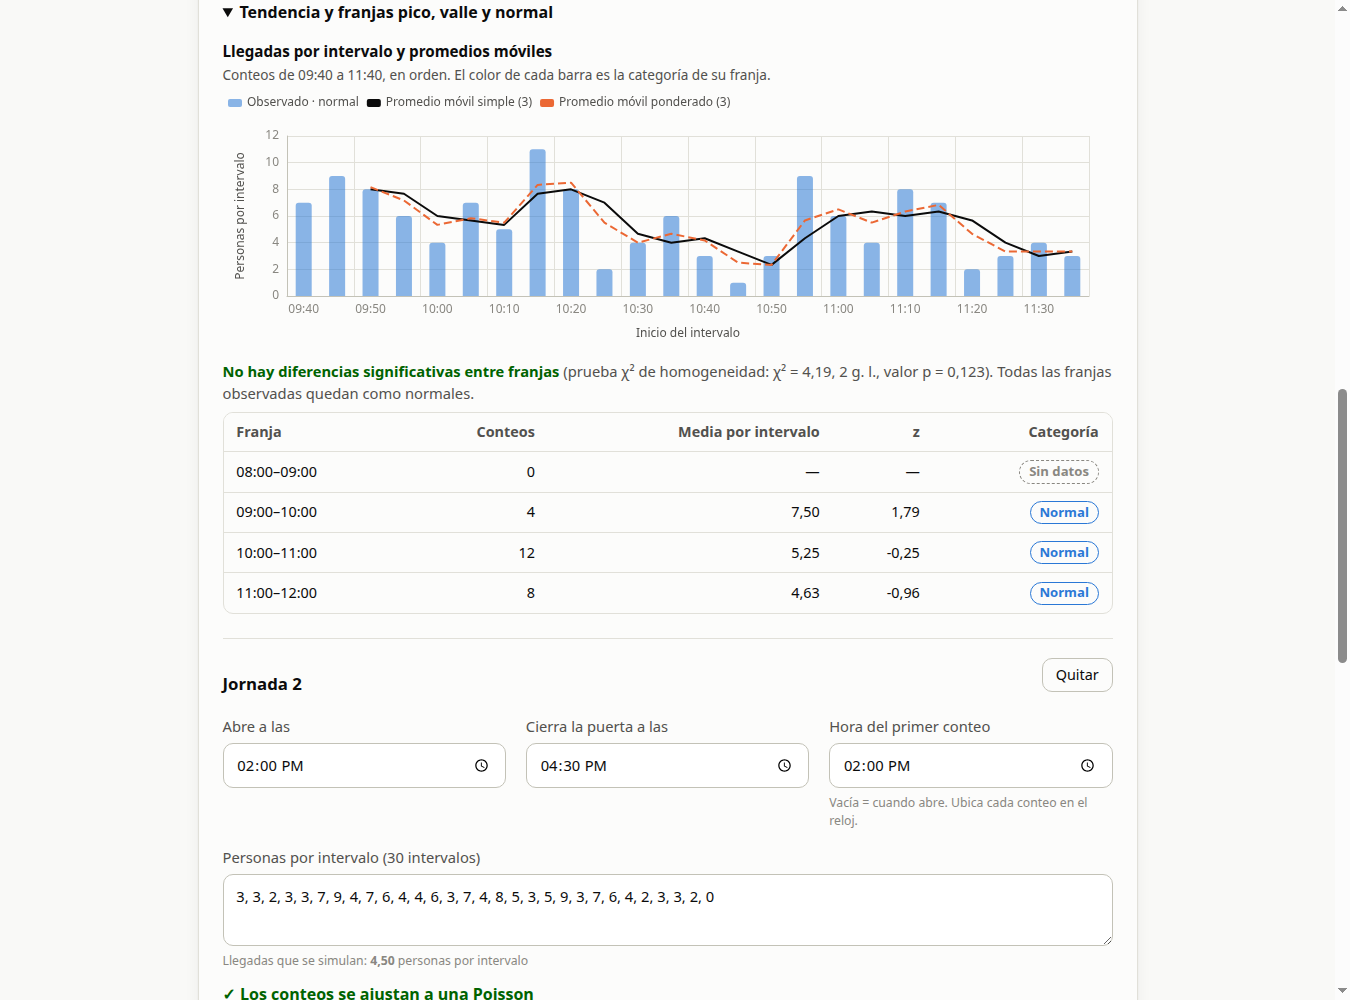 ▼ Tendencia y franjas pico, valle y normal
Llegadas por intervalo y promedios móviles
Conteos de 09:40 a 11:40, en orden. El color de cada barra es la categoría de su franja.
Observado · normal Promedio móvil simple (3) Promedio móvil ponderado (3)
Personas por intervalo
12
10
8
6
4
2
0
09:40 09:50 10:00 10:10 10:20 10:30 10:40 10:50 11:00 11:10 11:20 11:30
Inicio del intervalo
No hay diferencias significativas entre franjas (prueba χ² de homogeneidad: χ² = 4,19, 2 g. l., valor p = 0,123). Todas las franjas
observadas quedan como normales.
Franja Conteos Media por intervalo z Categoría
08:00–09:00 0 — — Sin datos
09:00–10:00 4 7,50 1,79 Normal
10:00–11:00 12 5,25 -0,25 Normal
11:00–12:00 8 4,63 -0,96 Normal
Jornada 2
Quitar
Abre a las Cierra la puerta a las Hora del primer conteo
02:00 PM 04:30 PM 02:00 PM
Vacía = cuando abre. Ubica cada conteo en el
reloj.
Personas por intervalo (30 intervalos)
3, 3, 2, 3, 3, 7, 9, 4, 7, 6, 4, 4, 6, 3, 7, 4, 8, 5, 3, 5, 9, 3, 7, 6, 4, 2, 3, 3, 2, 0
Llegadas que se simulan: 4,50 personas por intervalo
✓ Los conteos se ajustan a una Poisson